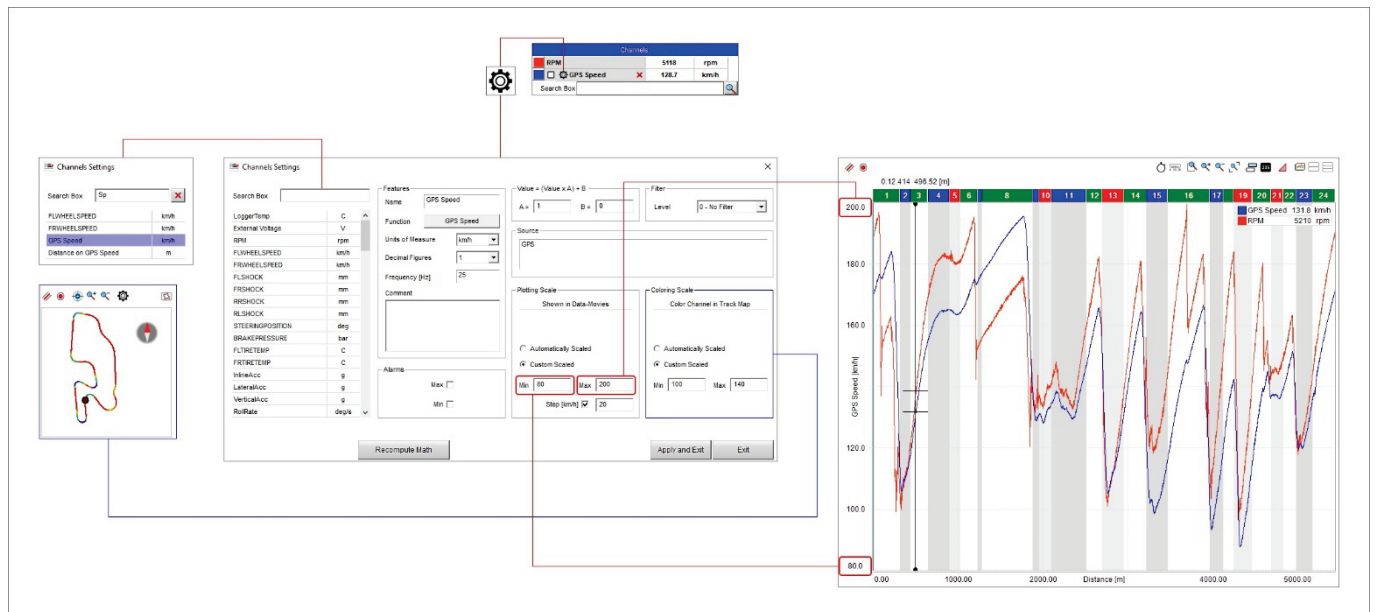 Channels
RPM 5118 rpm
GPS Speed 128.7 km/h
Search Box
Channels Settings
Search Box Sp
FLWHEELSPEED km/h
FRWHEELSPEED km/h
GPS Speed km/h
Distance on GPS Speed m
Channels Settings
Search Box
LoggerTemp C
External Voltage V
RPM rpm
FLWHEELSPEED km/h
FRWHEELSPEED km/h
FLSHOCK mm
FRSHOCK mm
RRSHOCK mm
RLSHOCK mm
STEERINGPOSITION deg
BRAKEPRESSURE bar
FLTIRETEMP C
FRTIRETEMP C
InlineAcc g
LateralAcc g
VerticalAcc g
RollRate deg/s
Features
Name GPS Speed
Function GPS Speed
Units of Measure km/h
Decimal Figures 1
Frequency [Hz] 25
Comment
Alarms
Max
Min
Value = (Value x A) + B
A = 1 B = 0
Filter
Level 0 - No Filter
Source
GPS
Plotting Scale
Shown in Data-Movies
Automatically Scaled
Custom Scaled
Min 80 Max 200
Step [km/h] 20
Coloring Scale
Color Channel in Track Map
Automatically Scaled
Custom Scaled
Min 100 Max 140
Recompute Math
Apply and Exit
Exit
0:12.414 496.52 [m]
1 2 3 4 5 6 8 10 11 12 13 14 15 16 17 19 20 21 22 23 24
GPS Speed 131.8 km/h
RPM 5210 rpm
200.0
180.0
160.0
140.0
120.0
100.0
80.0
GPS Speed [km/h]
0.00 1000.00 2000.00 Distance [m] 4000.00 5000.00